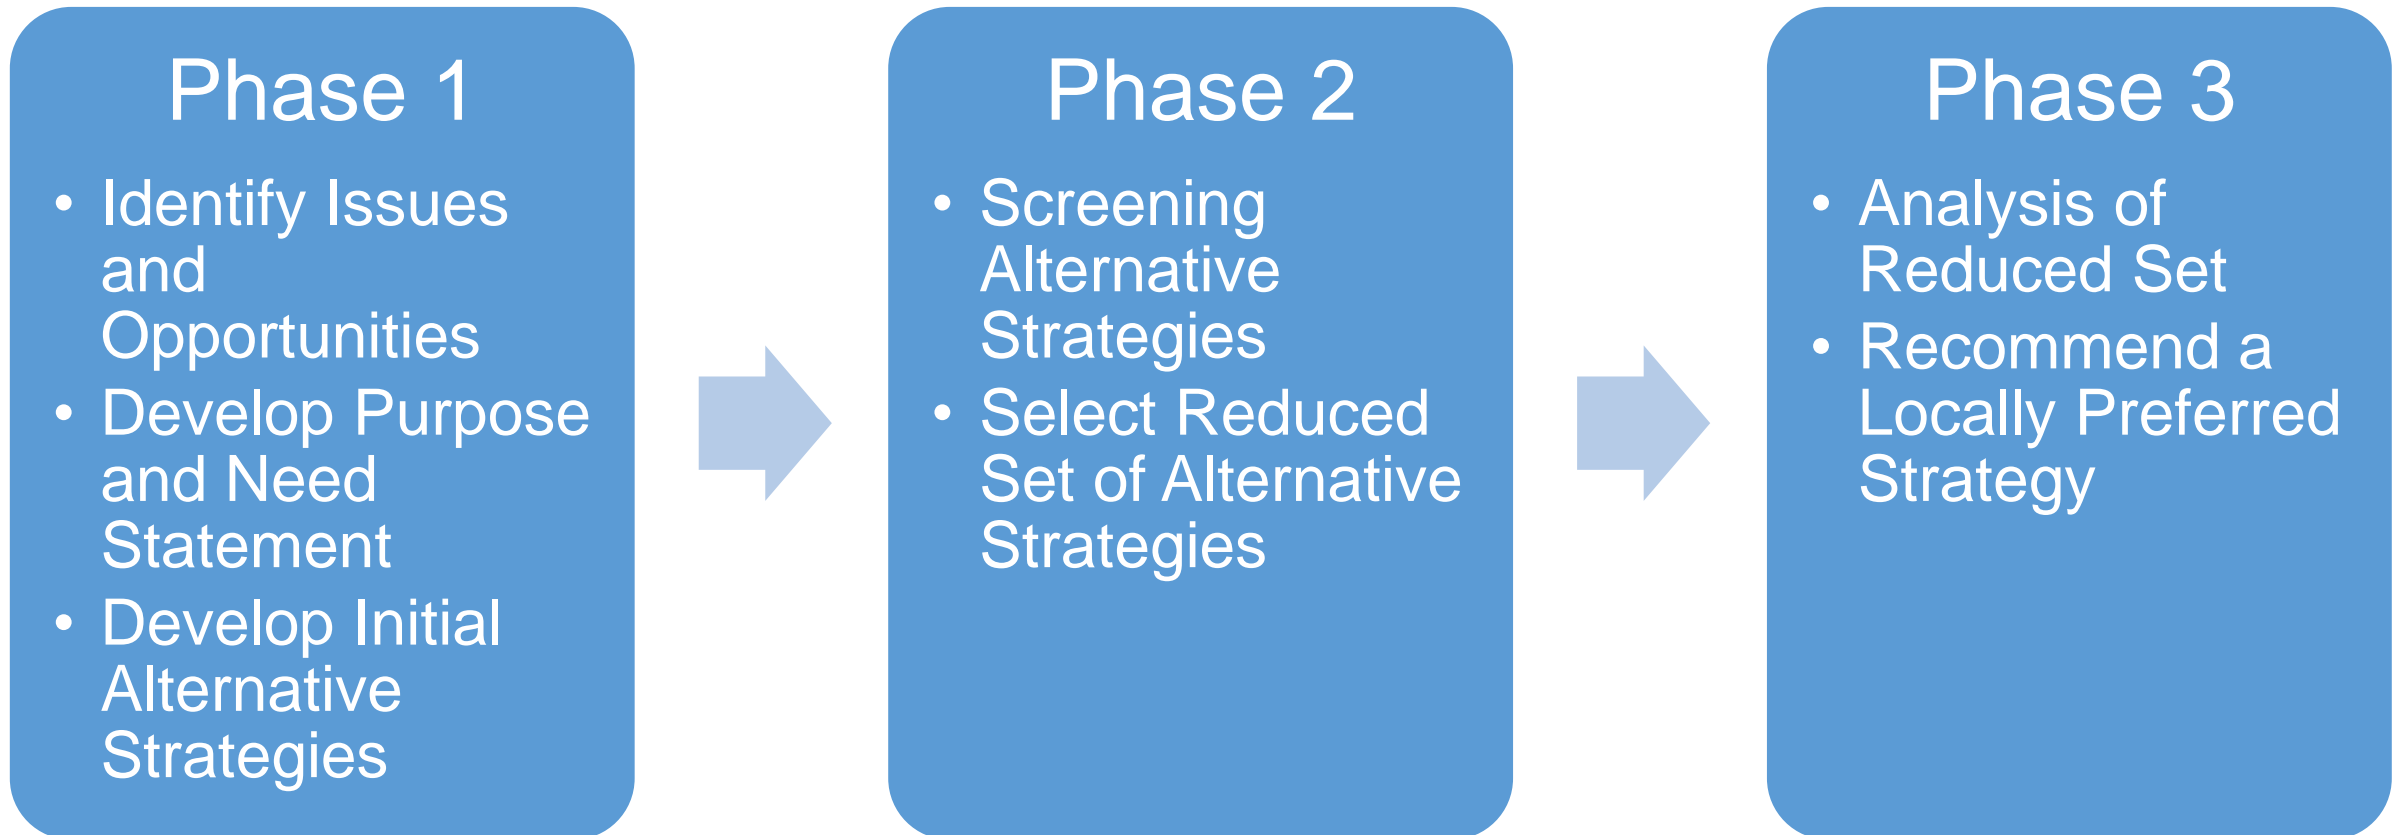 Phase 1
• Identify Issues
and
Opportunities
• Develop Purpose
and Need
Statement
• Develop Initial
Alternative
Strategies
Phase 2
• Screening
Alternative
Strategies
• Select Reduced
Set of Alternative
Strategies
Phase 3
• Analysis of
Reduced Set
• Recommend a
Locally Preferred
Strategy